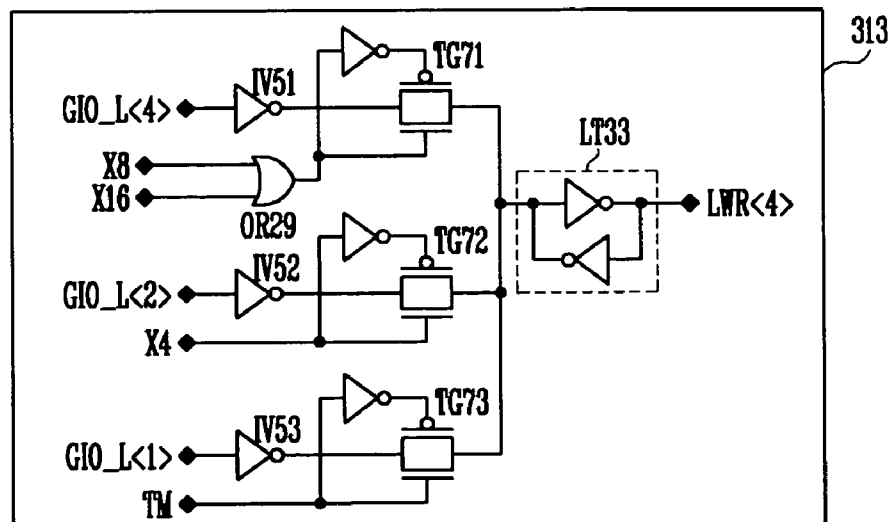 313
TG71
IV51
GIO_L<4>
LT33
X8
X16
LWR<4>
OR29
TG72
IV52
GIO_L<2>
X4
TG73
IV53
GIO_L<1>
TM